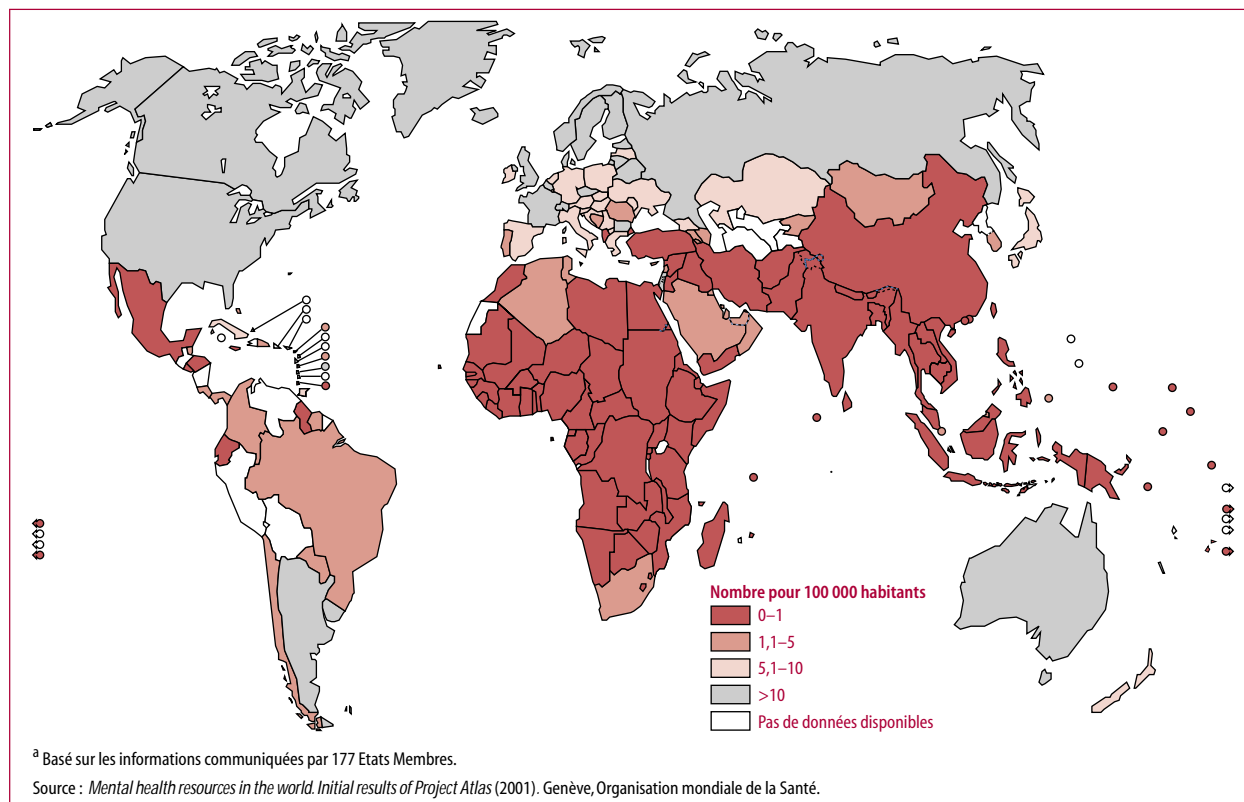 Nombre pour 100 000 habitants
0–1
1,1–5
5,1–10
>10
Pas de données disponibles
a Basé sur les informations communiquées par 177 Etats Membres.
Source : Mental health resources in the world. Initial results of Project Atlas (2001). Genève, Organisation mondiale de la Santé.